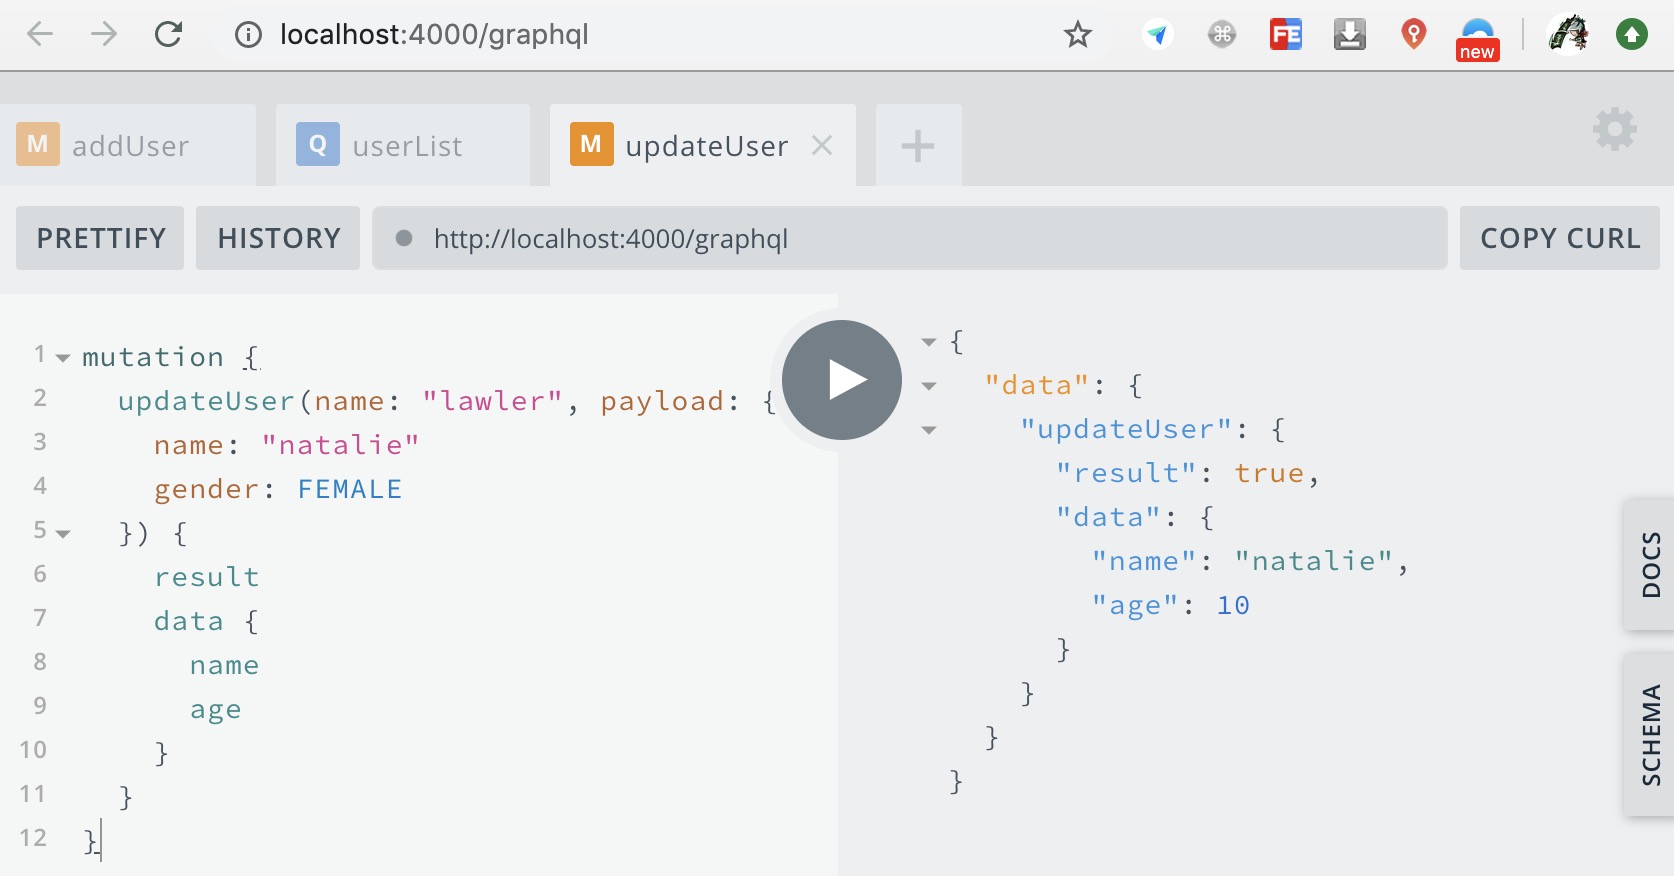 localhost:4000/graphql
FE
new
M addUser
Q userList
M updateUser
PRETTIFY
HISTORY
http://localhost:4000/graphql
COPY CURL
1 mutation {
2 updateUser(name: "lawler", payload: {
3 name: "natalie"
4 gender: FEMALE
5 }) {
6 result
7 data {
8 name
9 age
10 }
11 }
12 }
{
"data": {
"updateUser": {
"result": true,
"data": {
"name": "natalie",
"age": 10
}
}
}
}
DOCS
SCHEMA